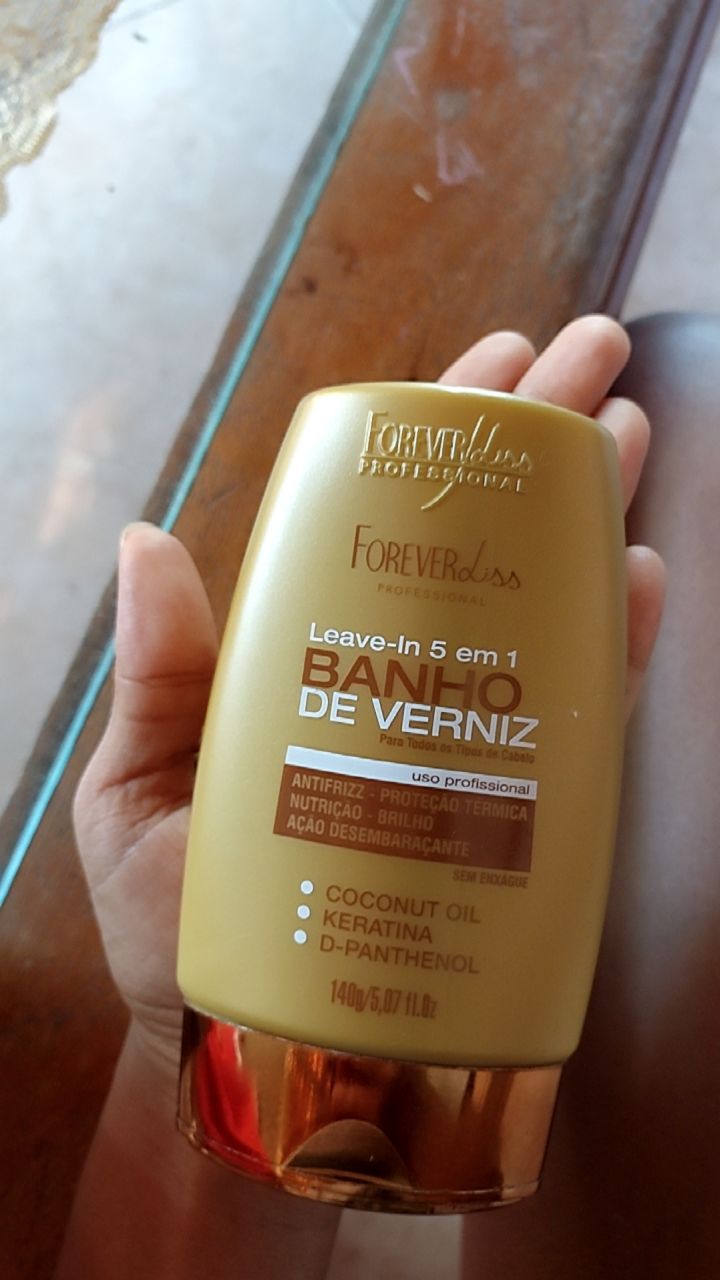 FOREVER Liss
PROFESSIONAL
FOREVER Liss
PROFESSIONAL
Leave-In 5 em 1
BANHO
DE VERNIZ
Para Todos os Tipos de Cabelo
uso profissional
ANTIFRIZZ - PROTEÇÃO TÉRMICA
NUTRIÇÃO - BRILHO
AÇÃO DESEMBARAÇANTE
SEM ENXÁGUE
COCONUT OIL
KERATINA
D-PANTHENOL
140g/5,07 fl.0z